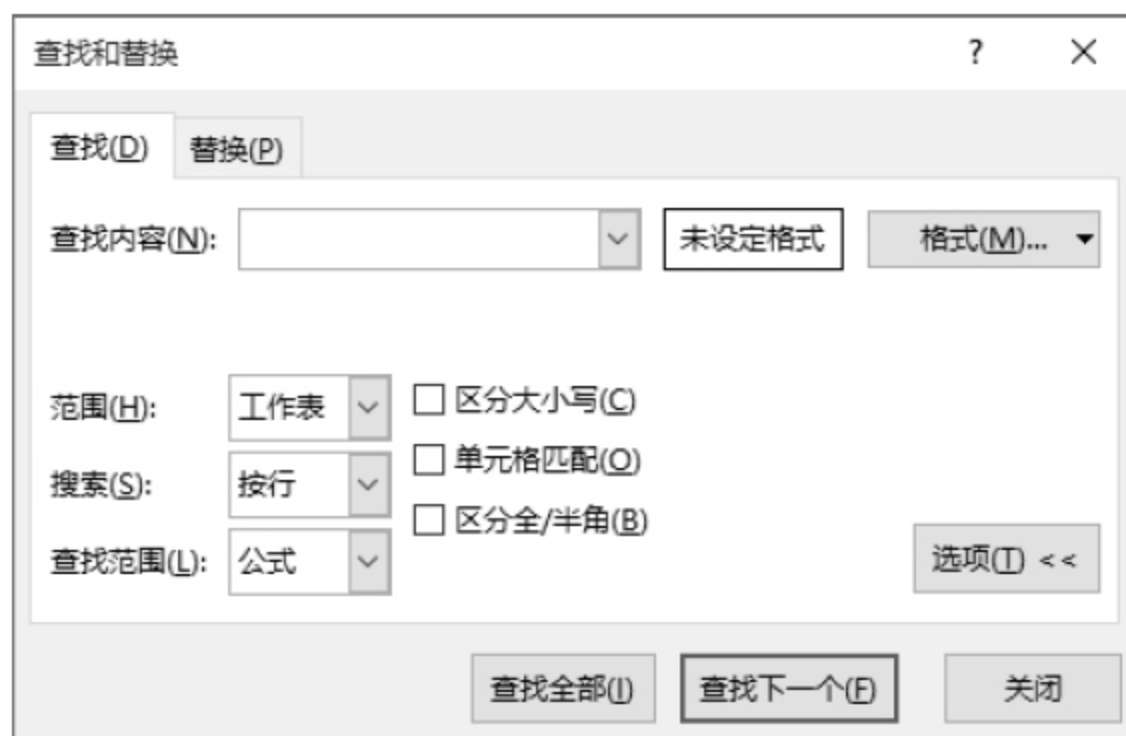 查找和替换 ?
查找(D) 替换(P)
查找内容(N): 未设定格式 格式(M)...
范围(H): 工作表 区分大小写(C)
搜索(S): 按行 单元格匹配(O)
查找范围(L): 公式 区分全/半角(B)
选项(T) <<
查找全部(I) 查找下一个(F) 关闭